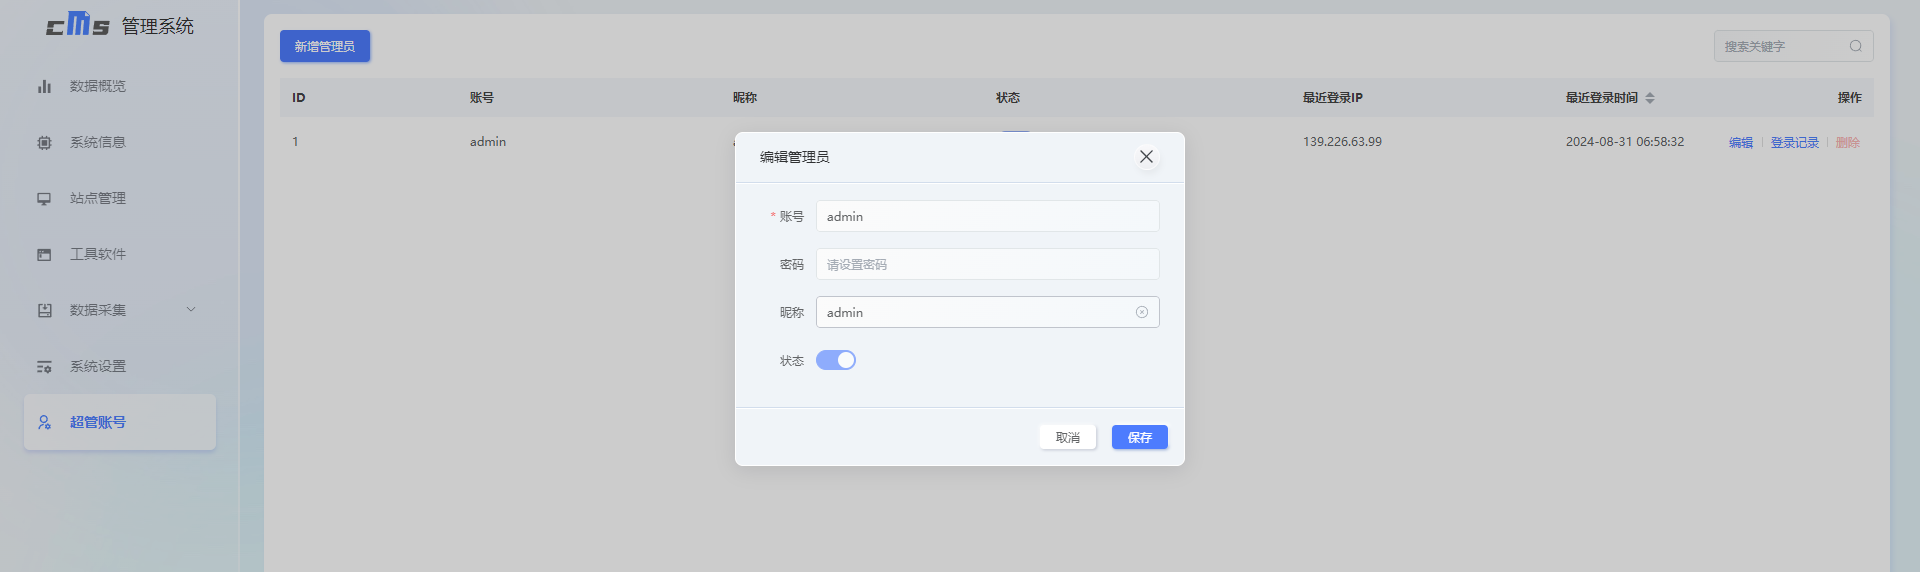 cms 管理系统
数据概览
系统信息
站点管理
工具软件
数据采集
系统设置
超管账号
新增管理员
搜索关键字
ID 账号 昵称 状态 最近登录IP 最近登录时间 操作
1 admin 139.226.63.99 2024-08-31 06:58:32 编辑 登录记录 删除
编辑管理员
* 账号 admin
密码 请设置密码
昵称 admin
状态
取消 保存